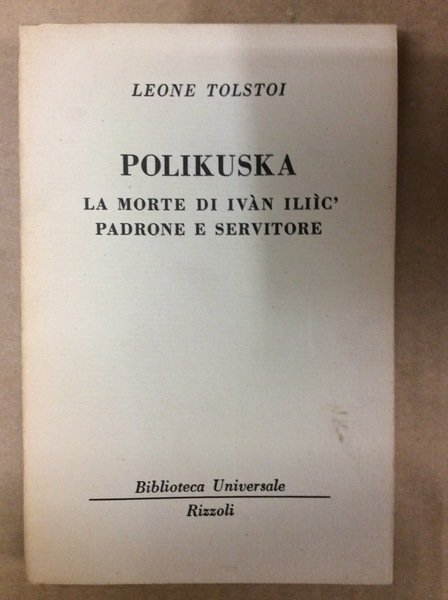 LEONE TOLSTOI
POLIKUSKA
LA MORTE DI IVÀN ILIÌC'
PADRONE E SERVITORE
Biblioteca Universale
Rizzoli